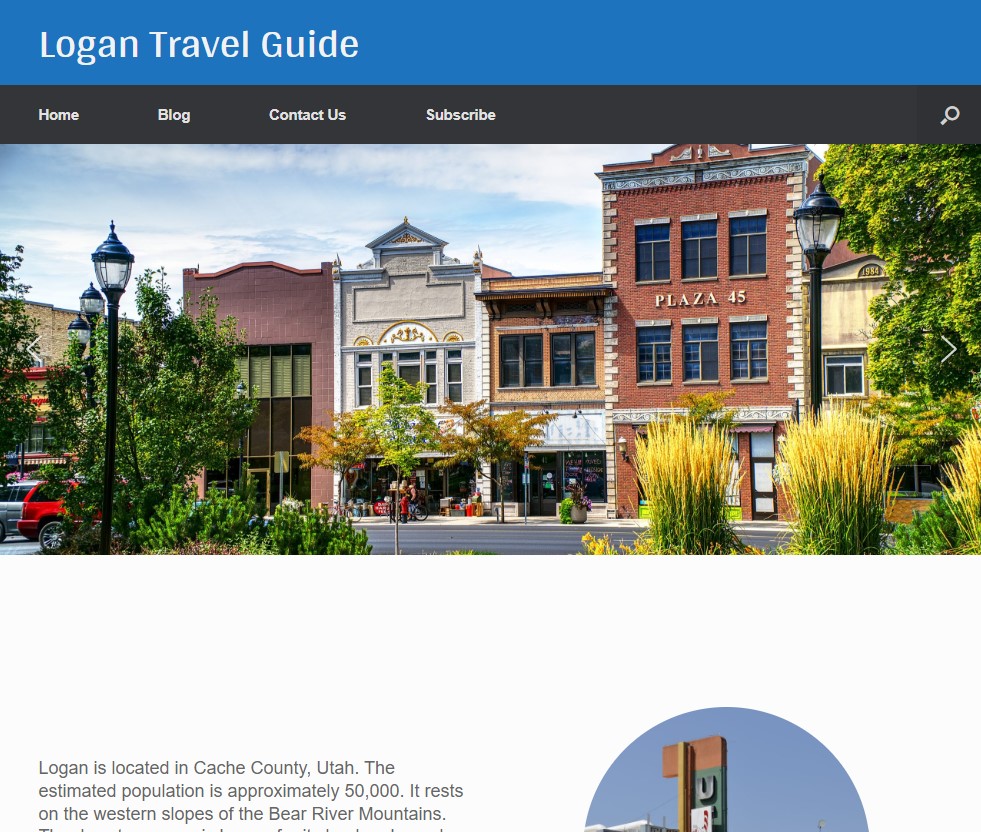 Logan Travel Guide
Home
Blog
Contact Us
Subscribe
1984
PLAZA 45
Logan is located in Cache County, Utah. The
estimated population is approximately 50,000. It rests
on the western slopes of the Bear River Mountains.
U